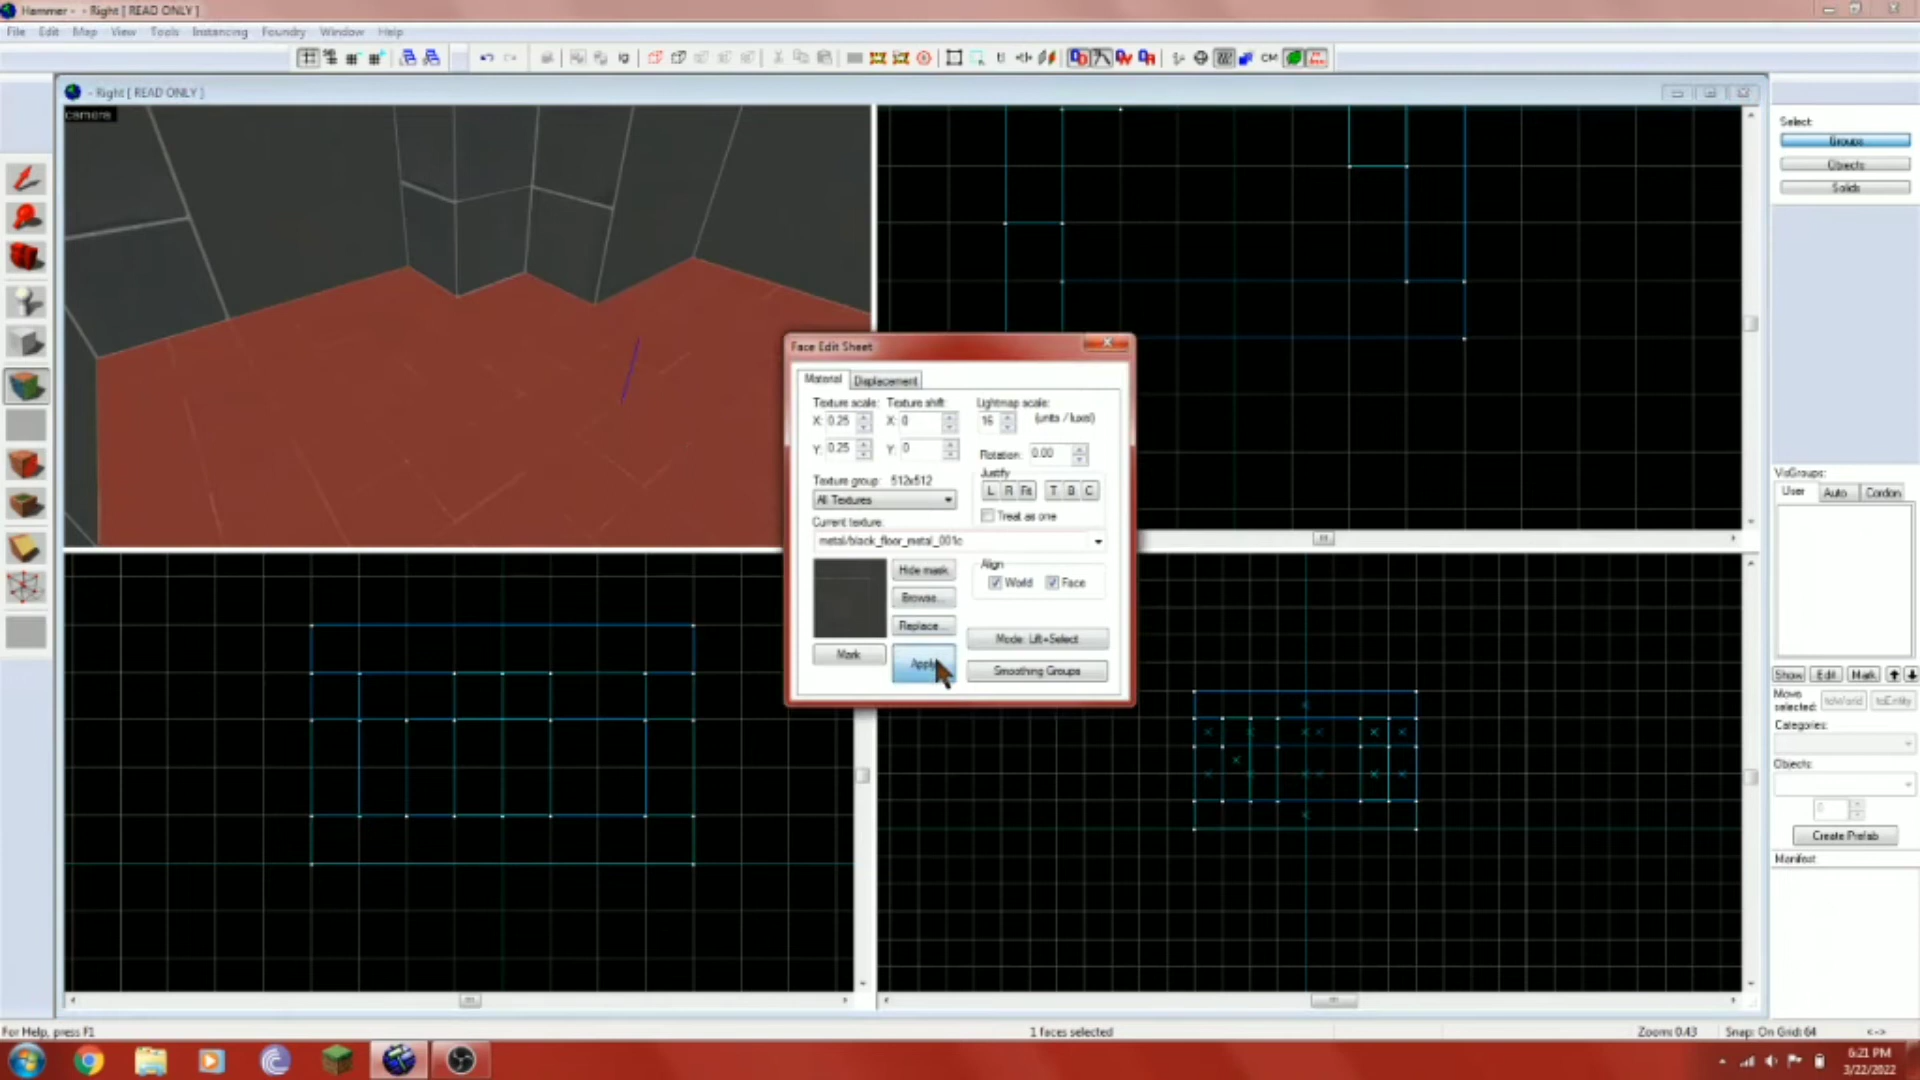 Hammer - - Right [ READ ONLY ]
File Edit Map View Tools Instancing Foundry Window Help
- Right [ READ ONLY ]
camera
Select:
Groups
Objects
Solids
Face Edit Sheet
Material Displacement
Texture scale: Texture shift: Lightmap scale:
X: 0.25 X: 0 16 (units / luxel)
Y: 0.25 Y: 0 Rotation: 0.00
Justify
Texture group: 512x512
L R Fit T B C
All Textures
Treat as one
Current texture:
metal/black_floor_metal_001c
Hide mask
Align
World Face
Browse...
Replace...
Mode: Lift+Select
Mark Apply Smoothing Groups
VisGroups:
User Auto Cordon
Show Edit Mark
Move selected: toWorld toEntity
Categories:
Objects:
0
Create Prefab
Manifest
For Help, press F1 1 faces selected Zoom: 0.43 Snap: On Grid: 64 <->
6:21 PM
3/22/2022